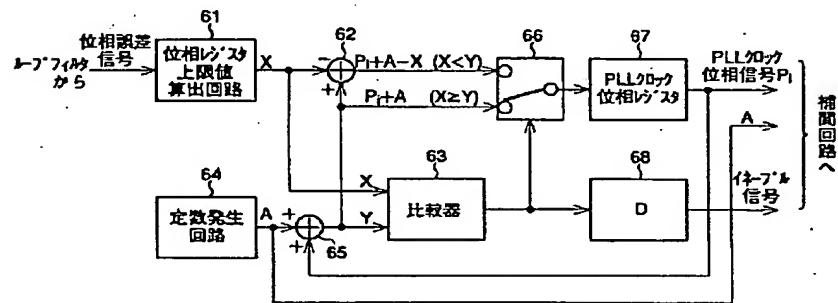 ループフィルタ
から
位相誤差
信号
61
位相レジスタ
上限値
算出回路
X
62
−
+
Pi+A−X (X<Y)
Pi+A (X≥Y)
66
67
PLLクロック
位相レジスタ
PLLクロック
位相信号Pi
A
補間回路へ
64
定数発生
回路
A
+
+
65
X
Y
63
比較器
68
D
イネーブル
信号